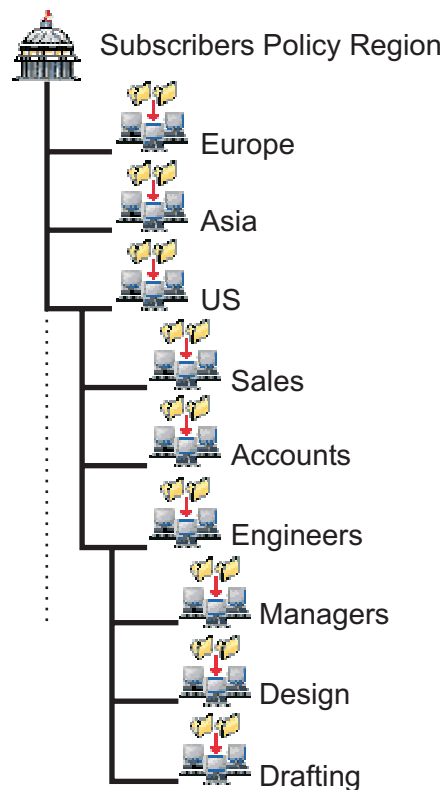 Subscribers Policy Region
Europe
Asia
US
Sales
Accounts
Engineers
Managers
Design
Drafting